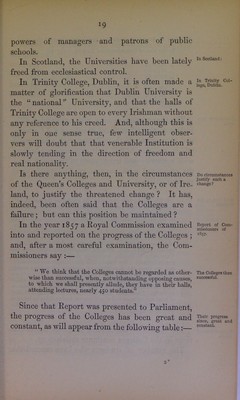 19
powers of managers and patrons of public
schools.
In Scotland, the Universities have been lately
freed from ecclesiastical control.
In Scotland.
In Trinity College, Dublin, it is often made a
matter of glorification that Dublin University is
the "national" University, and that the halls of
Trinity College are open to every Irishman without
any reference to his creed. And, although this is
only in one sense true, few intelligent obser-
vers will doubt that that venerable Institution is
slowly tending in the direction of freedom and
real nationality.
In Trinity Col-
lege, Dublin.
Is there anything, then, in the circumstances
of the Queen's Colleges and University, or of Ire-
land, to justify the threatened change? It has,
indeed, been often said that the Colleges are a
failure; but can this position be maintained?
Do circumstances
justify such a
change?
In the year 1857 a Royal Commission examined
into and reported on the progress of the Colleges;
and, after a most careful examination, the Com-
missioners say:—
Report of Com-
missioners of
1857.
"We think that the Colleges cannot be regarded as other-
wise than successful, when, notwithstanding opposing causes,
to which we shall presently allude, they have in their halls,
attending lectures, nearly 450 students."
The Colleges then
successful.
Since that Report was presented to Parliament,
the progress of the Colleges has been great and
constant, as will appear from the following table:—
Their progress
since, great and
constant.